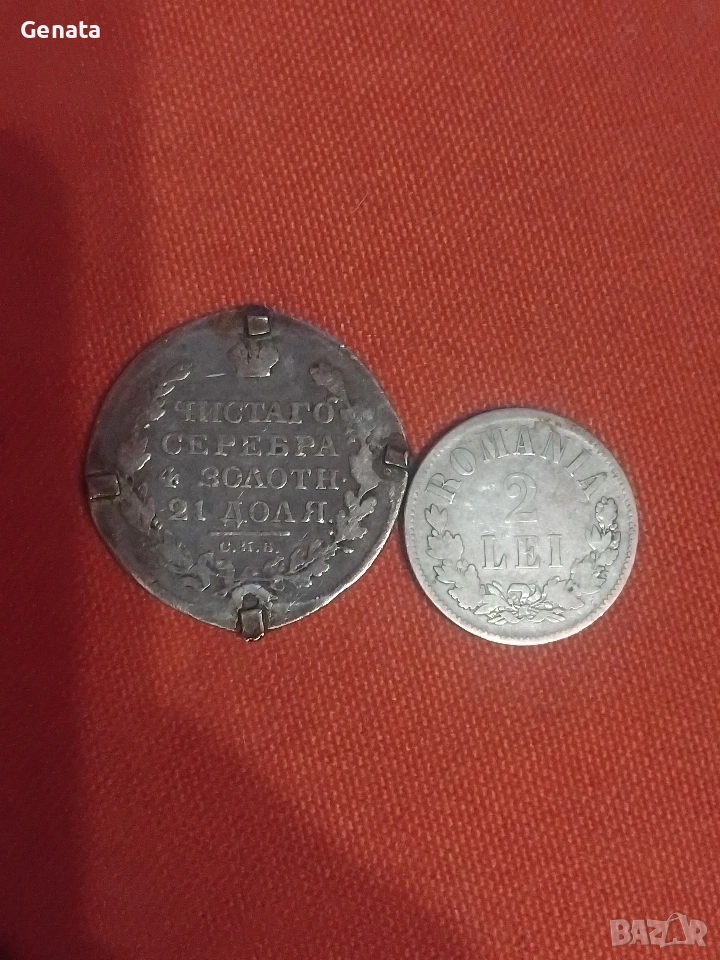 Genata
ЧИСТАГО
СЕРЕБРА
4 ЗОЛОТН.
21 ДОЛЯ.
С.П.Б.
ROMANIA
2
LEI
BAZAR